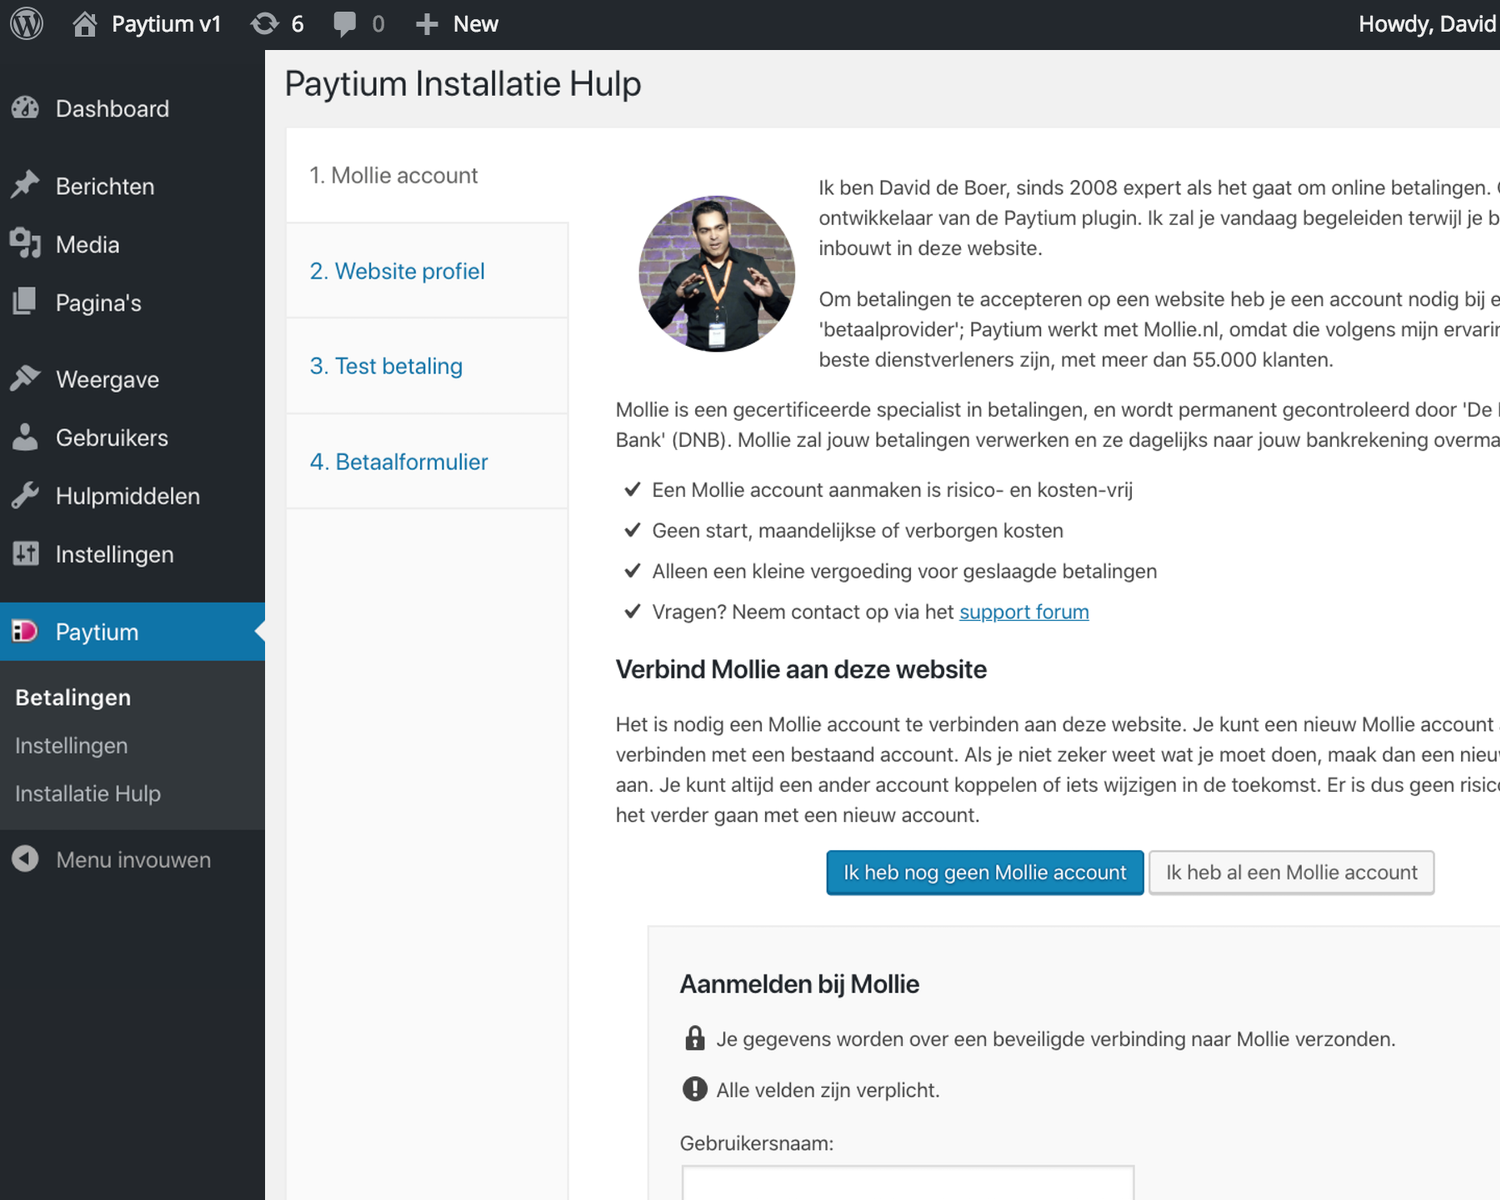 Paytium v1 6 0 New Howdy, David
Dashboard
Berichten
Media
Pagina's
Weergave
Gebruikers
Hulpmiddelen
Instellingen
Paytium
Betalingen
Instellingen
Installatie Hulp
Menu invouwen
Paytium Installatie Hulp
1. Mollie account
2. Website profiel
3. Test betaling
4. Betaalformulier
Ik ben David de Boer, sinds 2008 expert als het gaat om online betalingen.
ontwikkelaar van de Paytium plugin. Ik zal je vandaag begeleiden terwijl je b
inbouwt in deze website.
Om betalingen te accepteren op een website heb je een account nodig bij e
'betaalprovider'; Paytium werkt met Mollie.nl, omdat die volgens mijn ervarin
beste dienstverleners zijn, met meer dan 55.000 klanten.
Mollie is een gecertificeerde specialist in betalingen, en wordt permanent gecontroleerd door 'De
Bank' (DNB). Mollie zal jouw betalingen verwerken en ze dagelijks naar jouw bankrekening overma
Een Mollie account aanmaken is risico- en kosten-vrij
Geen start, maandelijkse of verborgen kosten
Alleen een kleine vergoeding voor geslaagde betalingen
Vragen? Neem contact op via het support forum
Verbind Mollie aan deze website
Het is nodig een Mollie account te verbinden aan deze website. Je kunt een nieuw Mollie account
verbinden met een bestaand account. Als je niet zeker weet wat je moet doen, maak dan een nieuw
aan. Je kunt altijd een ander account koppelen of iets wijzigen in de toekomst. Er is dus geen risico
het verder gaan met een nieuw account.
Ik heb nog geen Mollie account
Ik heb al een Mollie account
Aanmelden bij Mollie
Je gegevens worden over een beveiligde verbinding naar Mollie verzonden.
Alle velden zijn verplicht.
Gebruikersnaam: